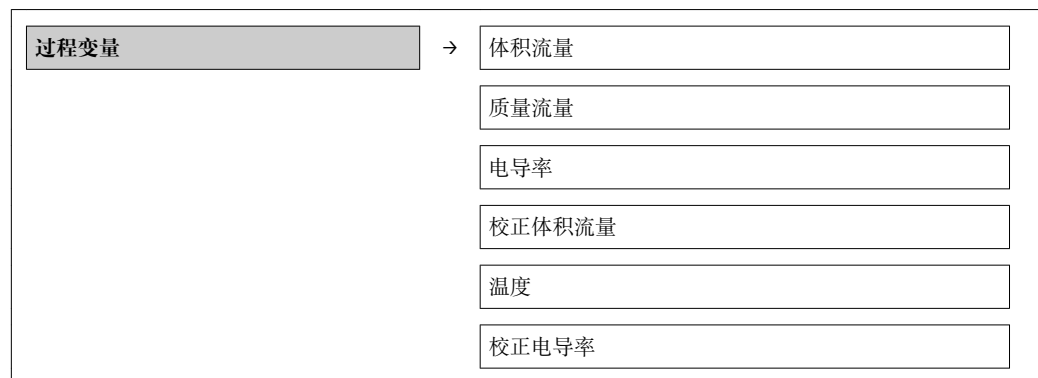 过程变量 → 体积流量
质量流量
电导率
校正体积流量
温度
校正电导率